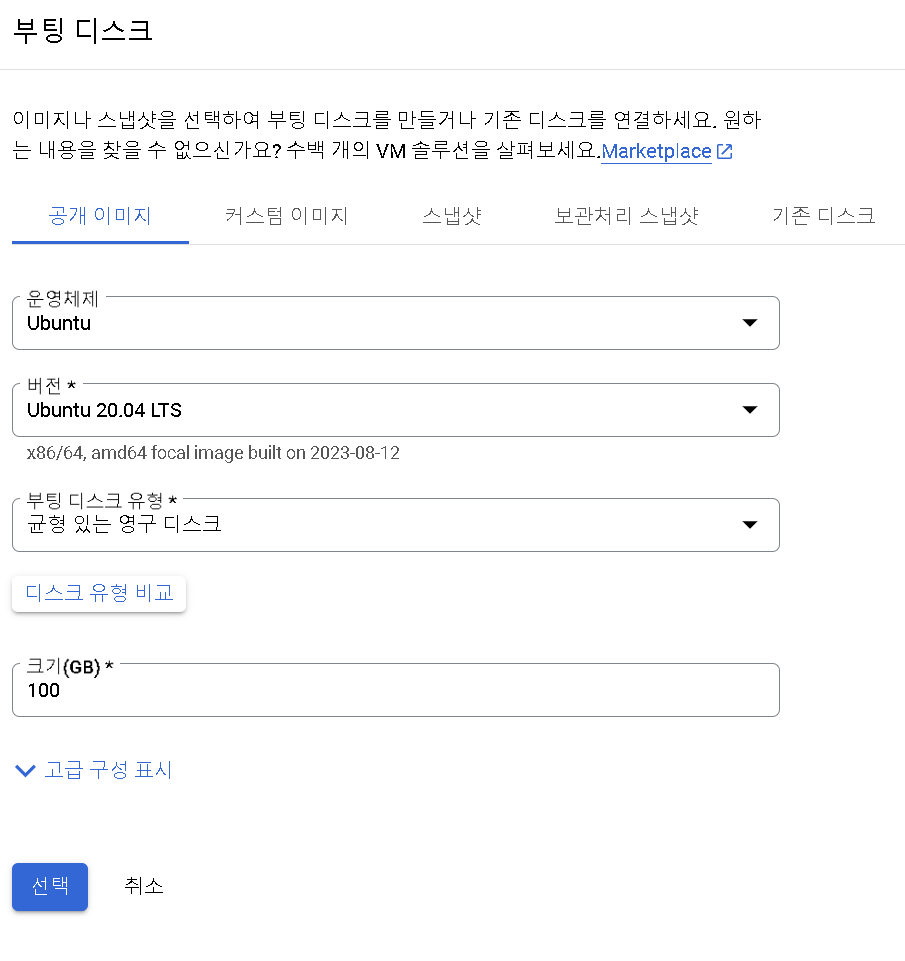 부팅 디스크
이미지나 스냅샷을 선택하여 부팅 디스크를 만들거나 기존 디스크를 연결하세요. 원하
는 내용을 찾을 수 없으신가요? 수백 개의 VM 솔루션을 살펴보세요.Marketplace
공개 이미지 커스텀 이미지 스냅샷 보관처리 스냅샷 기존 디스크
운영체제
Ubuntu
버전 *
Ubuntu 20.04 LTS
x86/64, amd64 focal image built on 2023-08-12
부팅 디스크 유형 *
균형 있는 영구 디스크
디스크 유형 비교
크기(GB) *
100
고급 구성 표시
선택 취소